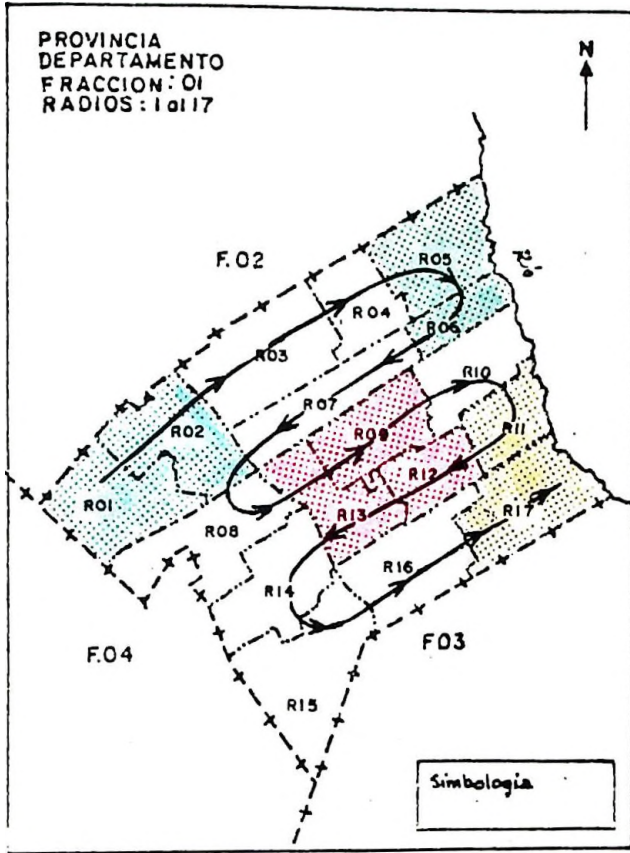 PROVINCIA
DEPARTAMENTO
FRACCION: 01
RADIOS: 1 al 17
N
F.02
R05
R04
R06
R03
R10
R07
R02
R09
R11
R12
R01
R17
R13
R08
R16
R14
F.04
F03
R15
Simbología